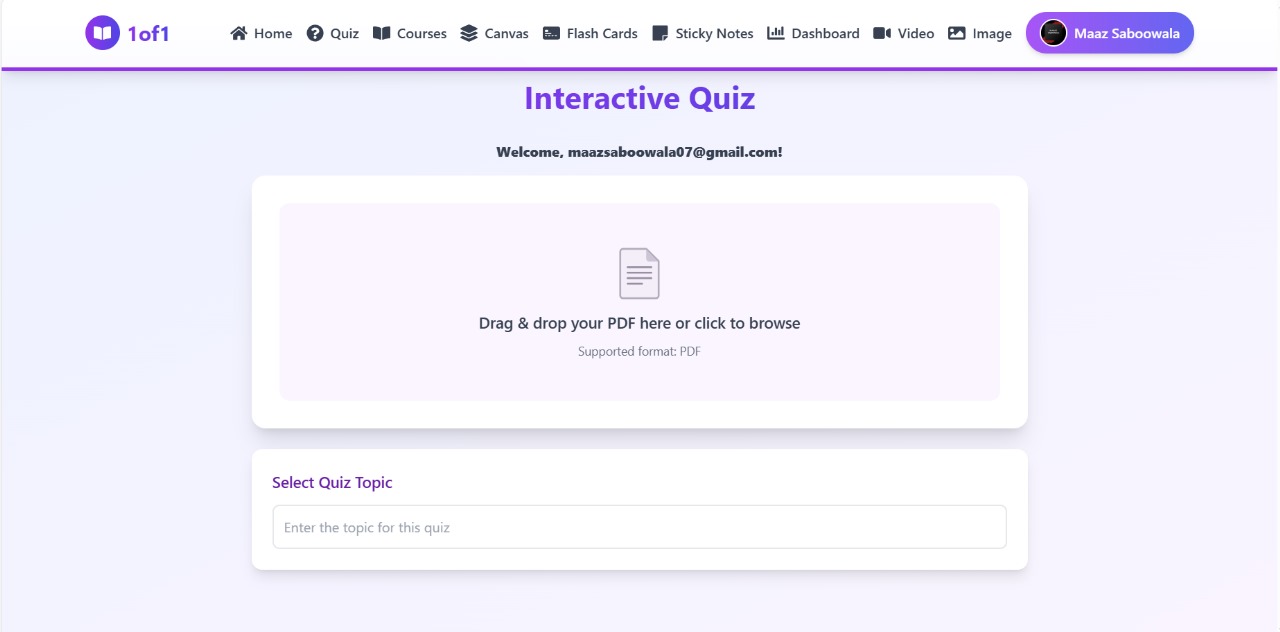 1of1 Home Quiz Courses Canvas Flash Cards Sticky Notes Dashboard Video Image Maaz Saboowala
Interactive Quiz
Welcome, maazsaboowala07@gmail.com!
Drag & drop your PDF here or click to browse
Supported format: PDF
Select Quiz Topic
Enter the topic for this quiz